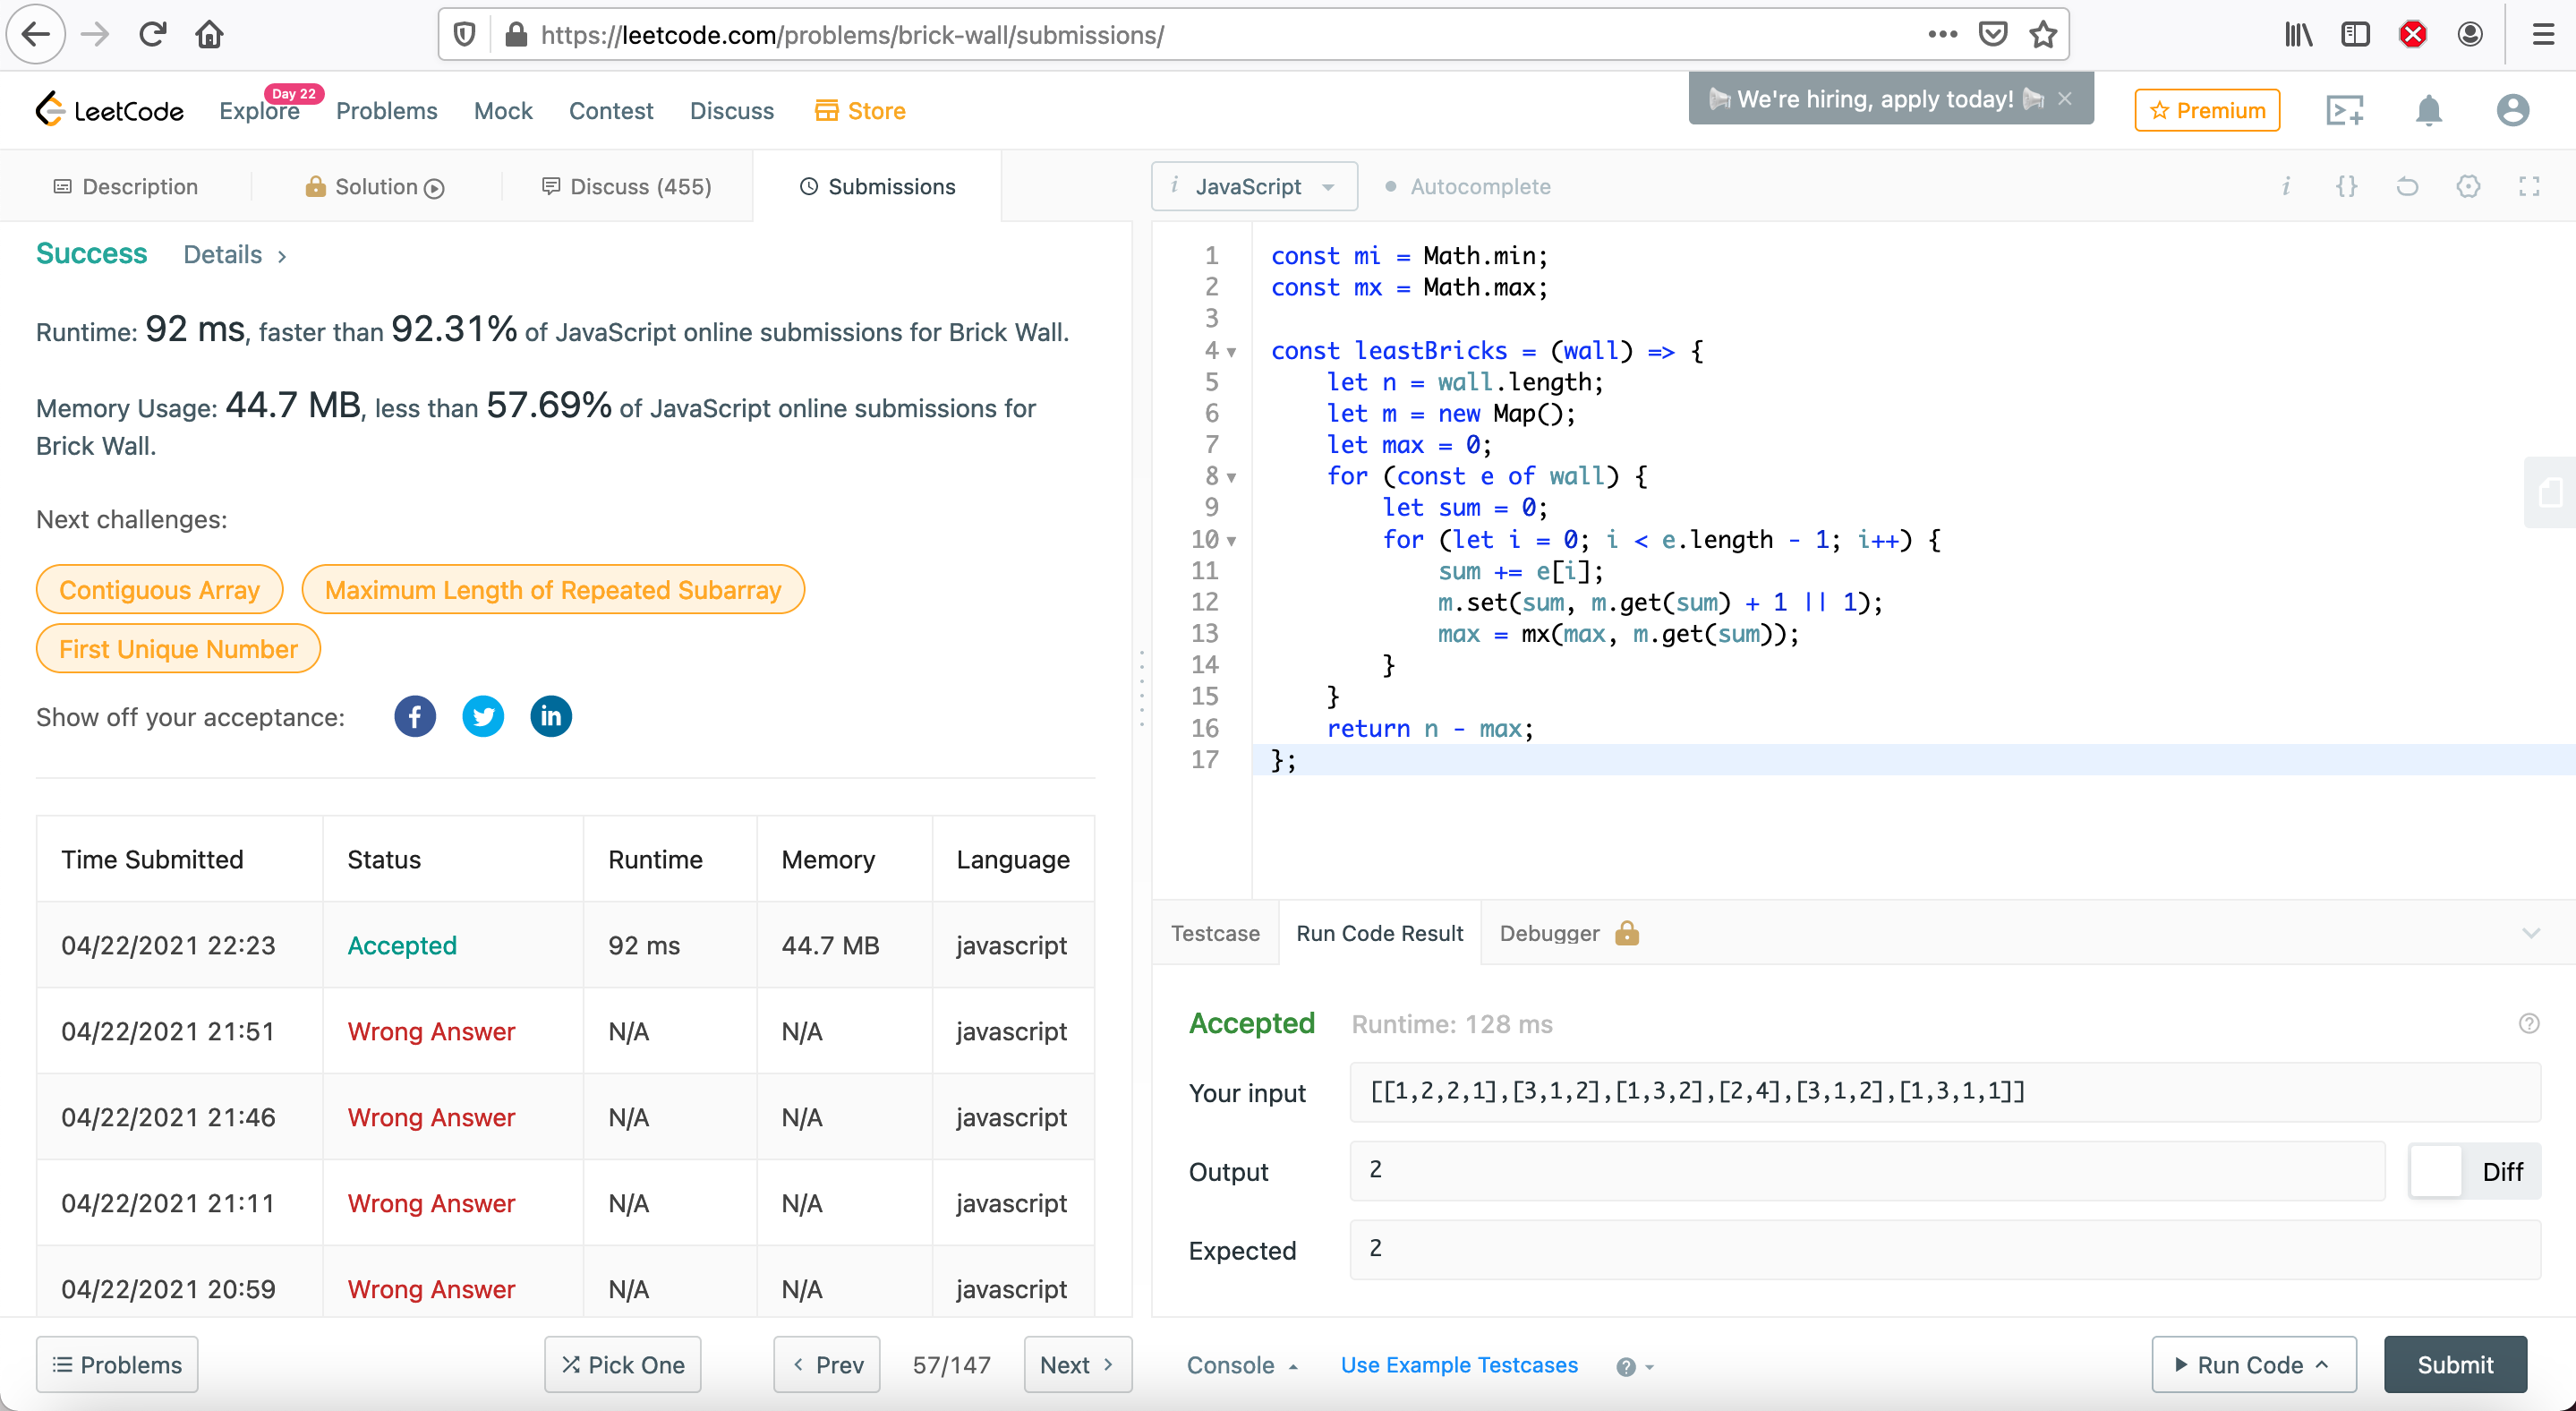 https://leetcode.com/problems/brick-wall/submissions/
LeetCode
Explore
Day 22
Problems
Mock
Contest
Discuss
Store
We're hiring, apply today!
Premium
Description
Solution
Discuss (455)
Submissions
Success
Details >
Runtime: 92 ms, faster than 92.31% of JavaScript online submissions for Brick Wall.
Memory Usage: 44.7 MB, less than 57.69% of JavaScript online submissions for
Brick Wall.
Next challenges:
Contiguous Array
Maximum Length of Repeated Subarray
First Unique Number
Show off your acceptance:
Time Submitted Status Runtime Memory Language
04/22/2021 22:23 Accepted 92 ms 44.7 MB javascript
04/22/2021 21:51 Wrong Answer N/A N/A javascript
04/22/2021 21:46 Wrong Answer N/A N/A javascript
04/22/2021 21:11 Wrong Answer N/A N/A javascript
04/22/2021 20:59 Wrong Answer N/A N/A javascript
Problems
Pick One
< Prev
57/147
Next >
i JavaScript
Autocomplete
i {}
1 const mi = Math.min;
2 const mx = Math.max;
3
4 const leastBricks = (wall) => {
5     let n = wall.length;
6     let m = new Map();
7     let max = 0;
8     for (const e of wall) {
9         let sum = 0;
10         for (let i = 0; i < e.length - 1; i++) {
11             sum += e[i];
12             m.set(sum, m.get(sum) + 1 || 1);
13             max = mx(max, m.get(sum));
14         }
15     }
16     return n - max;
17 };
Testcase
Run Code Result
Debugger
Accepted
Runtime: 128 ms
Your input
[[1,2,2,1],[3,1,2],[1,3,2],[2,4],[3,1,2],[1,3,1,1]]
Output
2
Diff
Expected
2
Console
Use Example Testcases
Run Code
Submit